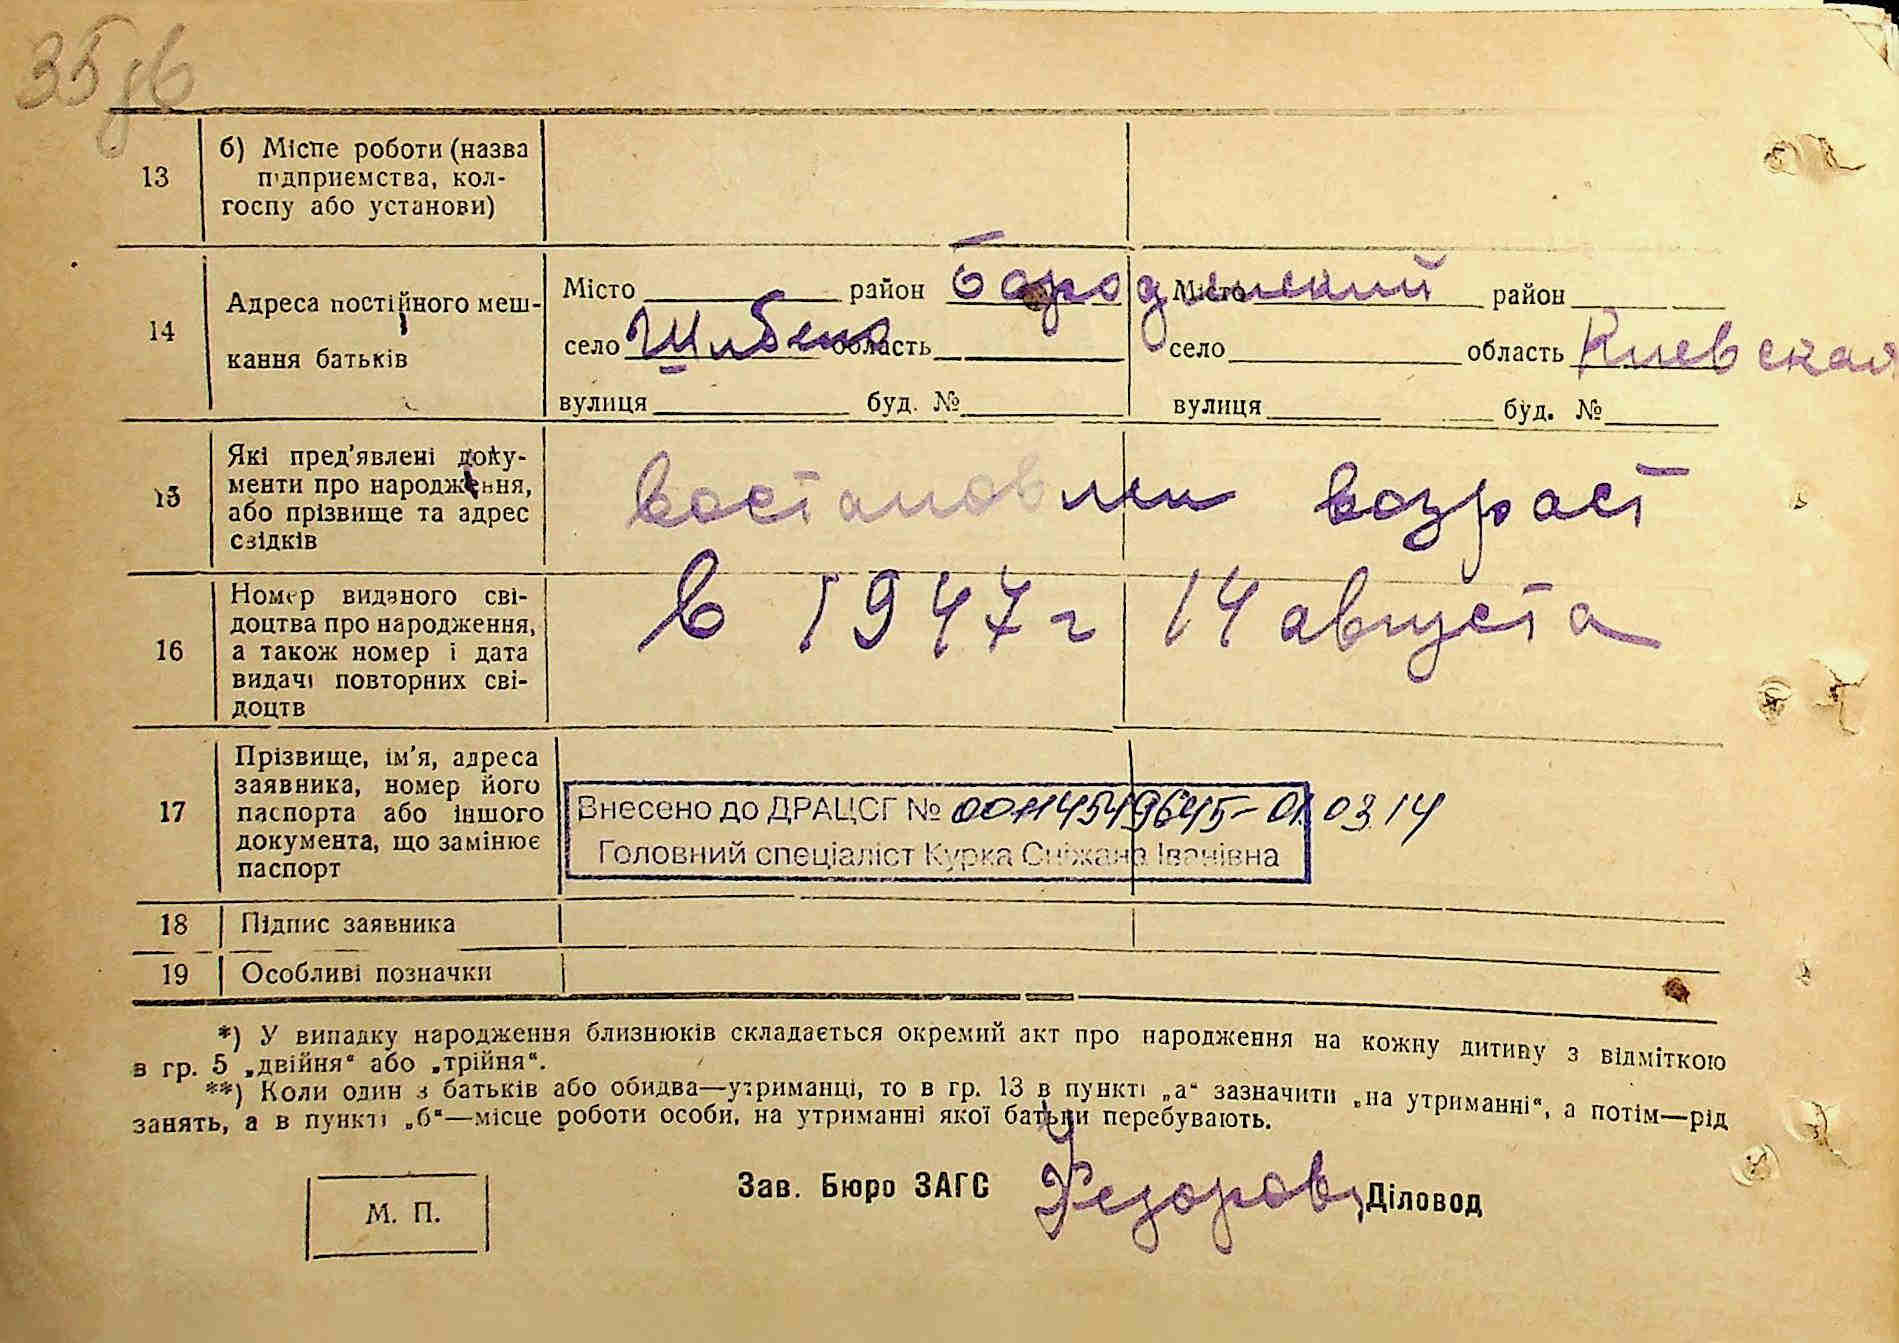 35 зв
13
б) Місце роботи (назва
підприємства, кол-
госпу або установи)
14
Адреса постійного меш-
кання батьків
Місто район Бородянский Місто район
село Шибене область село область Киевская
вулиця буд. № вулиця буд. №
15
Які пред'явлені доку-
менти про народження,
або прізвище та адрес
свідків
востановлен возраст
16
Номер виданого сві-
доцтва про народження,
а також номер і дата
видачі повторних сві-
доцтв
в 1947 г 14 августа
17
Прізвище, ім'я, адреса
заявника, номер його
паспорта або іншого
документа, що замінює
паспорт
Внесено до ДРАЦСГ № 00114549645- 01.03.14
Головний спеціаліст Курка Сніжана Іванівна
18 Підпис заявника
19 Особливі позначки
*) У випадку народження близнюків складається окремий акт про народження на кожну дитину з відміткою
в гр. 5 „двійня“ або „трійня“.
**) Коли один з батьків або обидва—утриманці, то в гр. 13 в пункті „а“ зазначити „на утриманні“, а потім—рід
занять, а в пункті „б“—місце роботи особи, на утриманні якої батьки перебувають.
М. П.
Зав. Бюро ЗАГС Федоров Діловод